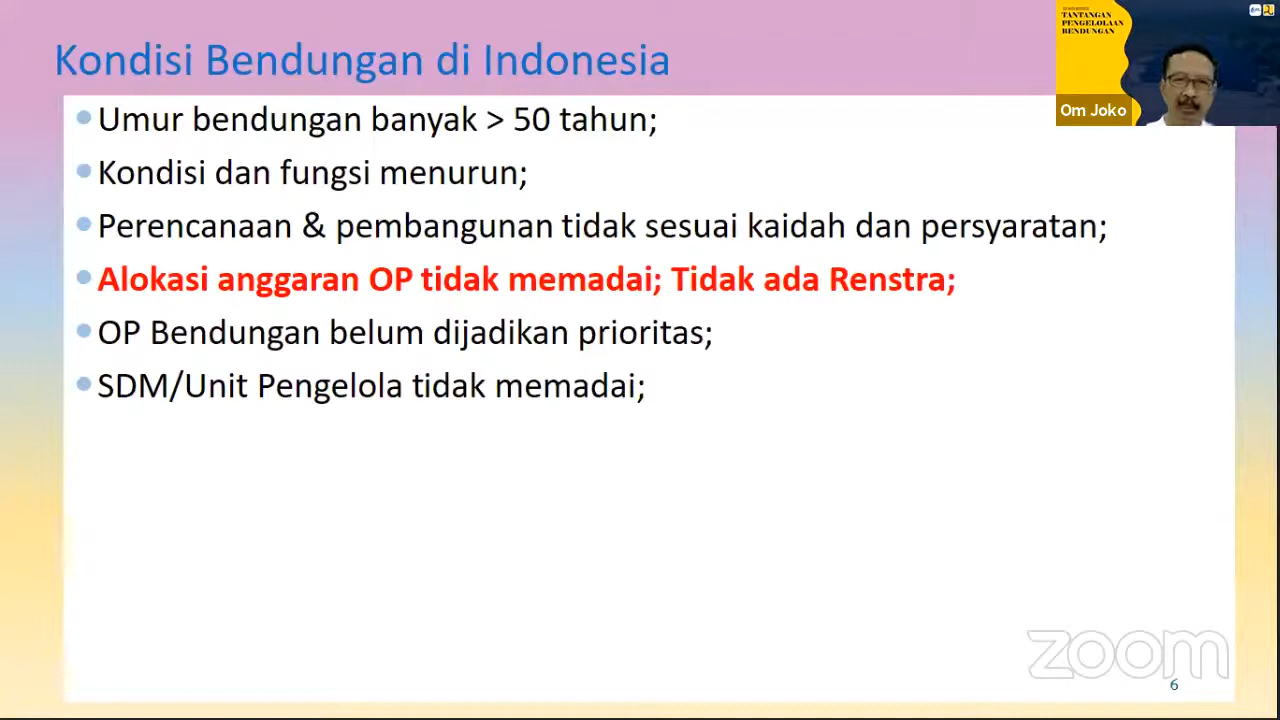 Kondisi Bendungan di Indonesia
Umur bendungan banyak > 50 tahun;
Kondisi dan fungsi menurun;
Perencanaan & pembangunan tidak sesuai kaidah dan persyaratan;
Alokasi anggaran OP tidak memadai; Tidak ada Renstra;
OP Bendungan belum dijadikan prioritas;
SDM/Unit Pengelola tidak memadai;
TANTANGAN
PENGELOLAAN
BENDUNGAN
Om Joko
zoom
6